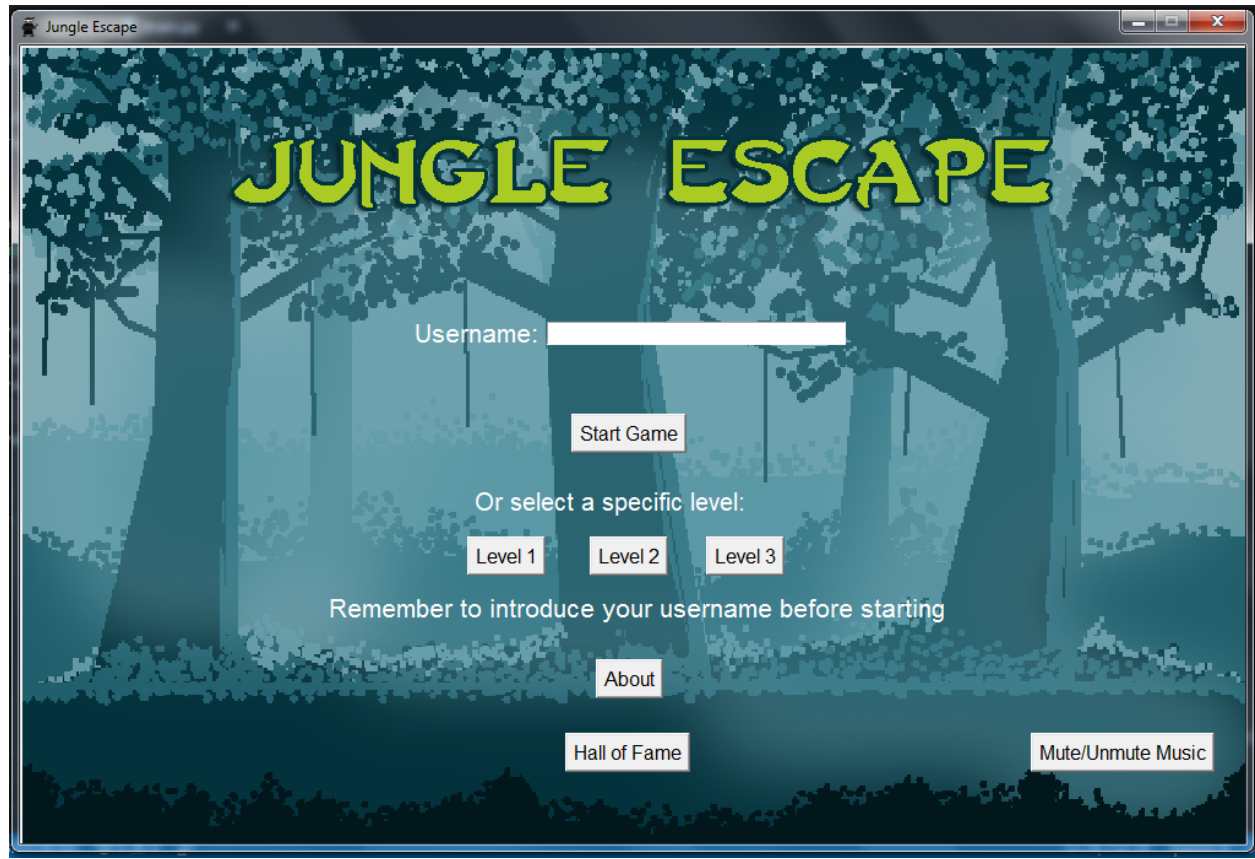 Jungle Escape
JUNGLE ESCAPE
Username:
Start Game
Or select a specific level:
Level 1 Level 2 Level 3
Remember to introduce your username before starting
About
Hall of Fame Mute/Unmute Music